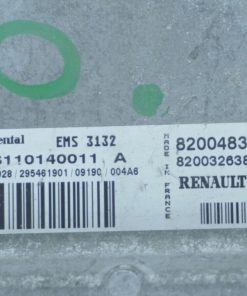 ental EMS 3132
S110140011 A
028/295461901/0919C/004A6
MADE IN FRANCE
8200483
820032638
RENAULT